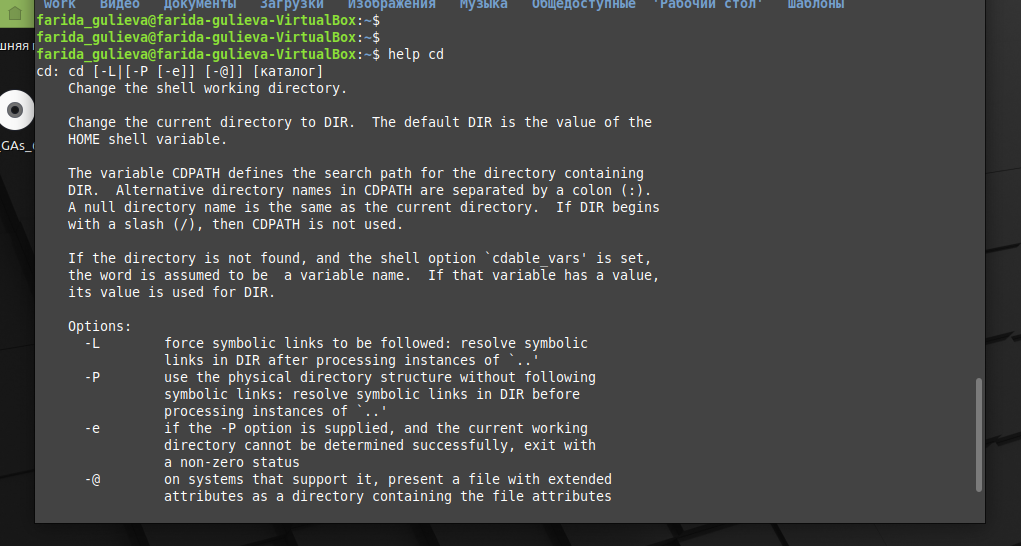 work Видео Документы Загрузки Изображения Музыка Общедоступные 'Рабочий стол' Шаблоны
farida_gulieva@farida-gulieva-VirtualBox:~$
farida_gulieva@farida-gulieva-VirtualBox:~$
farida_gulieva@farida-gulieva-VirtualBox:~$ help cd
cd: cd [-L|[-P [-e]] [-@]] [каталог]
    Change the shell working directory.

    Change the current directory to DIR.  The default DIR is the value of the
    HOME shell variable.

    The variable CDPATH defines the search path for the directory containing
    DIR.  Alternative directory names in CDPATH are separated by a colon (:).
    A null directory name is the same as the current directory.  If DIR begins
    with a slash (/), then CDPATH is not used.

    If the directory is not found, and the shell option `cdable_vars' is set,
    the word is assumed to be  a variable name.  If that variable has a value,
    its value is used for DIR.

    Options:
      -L        force symbolic links to be followed: resolve symbolic
                links in DIR after processing instances of `..'
      -P        use the physical directory structure without following
                symbolic links: resolve symbolic links in DIR before
                processing instances of `..'
      -e        if the -P option is supplied, and the current working
                directory cannot be determined successfully, exit with
                a non-zero status
      -@        on systems that support it, present a file with extended
                attributes as a directory containing the file attributes